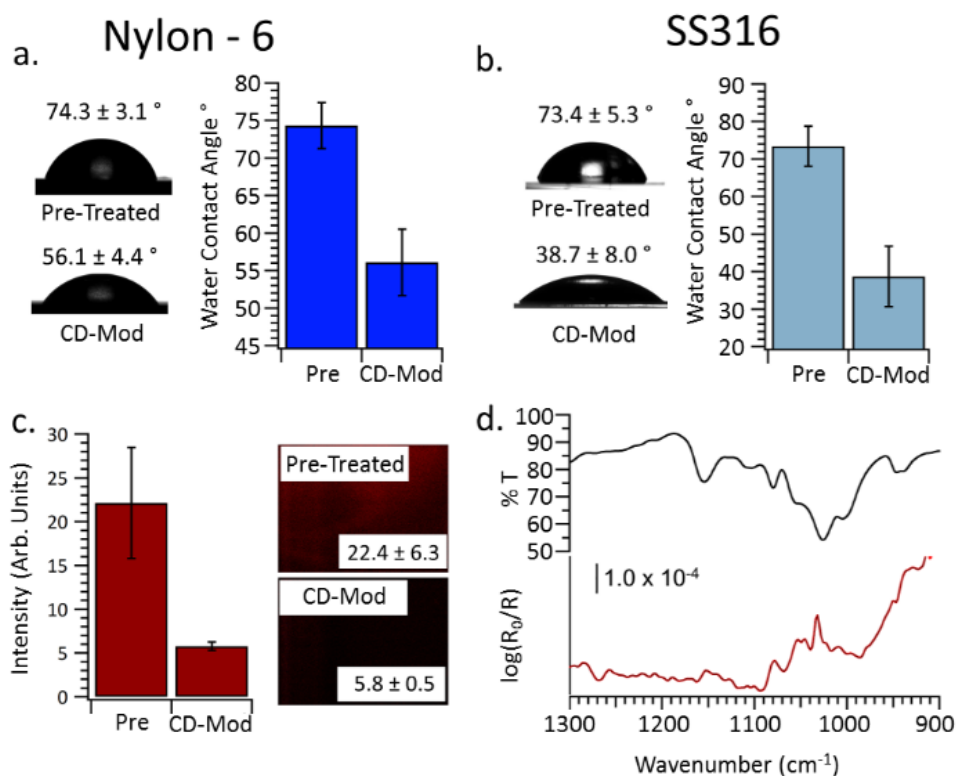 Nylon - 6
SS316
a.
74.3 ± 3.1 °
Pre-Treated
56.1 ± 4.4 °
CD-Mod
Water Contact Angle °
80
75
70
65
60
55
50
45
Pre
CD-Mod
b.
73.4 ± 5.3 °
Pre-Treated
38.7 ± 8.0 °
CD-Mod
Water Contact Angle °
90
80
70
60
50
40
30
20
Pre
CD-Mod
c.
Intensity (Arb. Units)
30
25
20
15
10
5
0
Pre
CD-Mod
Pre-Treated
22.4 ± 6.3
CD-Mod
5.8 ± 0.5
d.
% T
100
90
80
70
60
50
1.0 x 10⁻⁴
log(R₀/R)
1300
1200
1100
1000
900
Wavenumber (cm⁻¹)